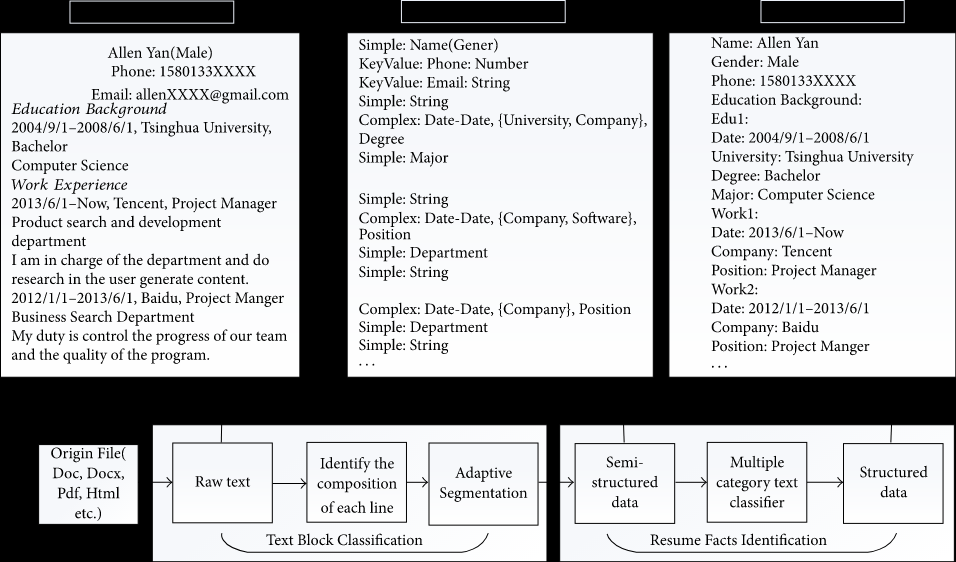 Allen Yan(Male)
Phone: 1580133XXXX
Email: allenXXXX@gmail.com
Education Background
2004/9/1–2008/6/1, Tsinghua University,
Bachelor
Computer Science
Work Experience
2013/6/1–Now, Tencent, Project Manager
Product search and development
department
I am in charge of the department and do
research in the user generate content.
2012/1/1–2013/6/1, Baidu, Project Manger
Business Search Department
My duty is control the progress of our team
and the quality of the program.
Simple: Name(Gener)
KeyValue: Phone: Number
KeyValue: Email: String
Simple: String
Complex: Date-Date, {University, Company},
Degree
Simple: Major
Simple: String
Complex: Date-Date, {Company, Software},
Position
Simple: Department
Simple: String
Complex: Date-Date, {Company}, Position
Simple: Department
Simple: String
. . .
Name: Allen Yan
Gender: Male
Phone: 1580133XXXX
Education Background:
Edu1:
Date: 2004/9/1–2008/6/1
University: Tsinghua University
Degree: Bachelor
Major: Computer Science
Work1:
Date: 2013/6/1–Now
Company: Tencent
Position: Project Manager
Work2:
Date: 2012/1/1–2013/6/1
Company: Baidu
Position: Project Manger
. . .
Origin File(
Doc, Docx,
Pdf, Html
etc.)
Raw text
Identify the
composition
of each line
Adaptive
Segmentation
Text Block Classification
Semi-
structured
data
Multiple
category text
classifier
Structured
data
Resume Facts Identification